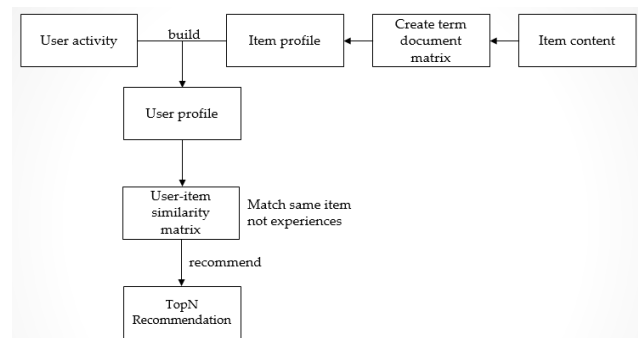 User activity
build
Item profile
Create term
document
matrix
Item content
User profile
User-item
similarity
matrix
Match same item
not experiences
recommend
TopN
Recommendation